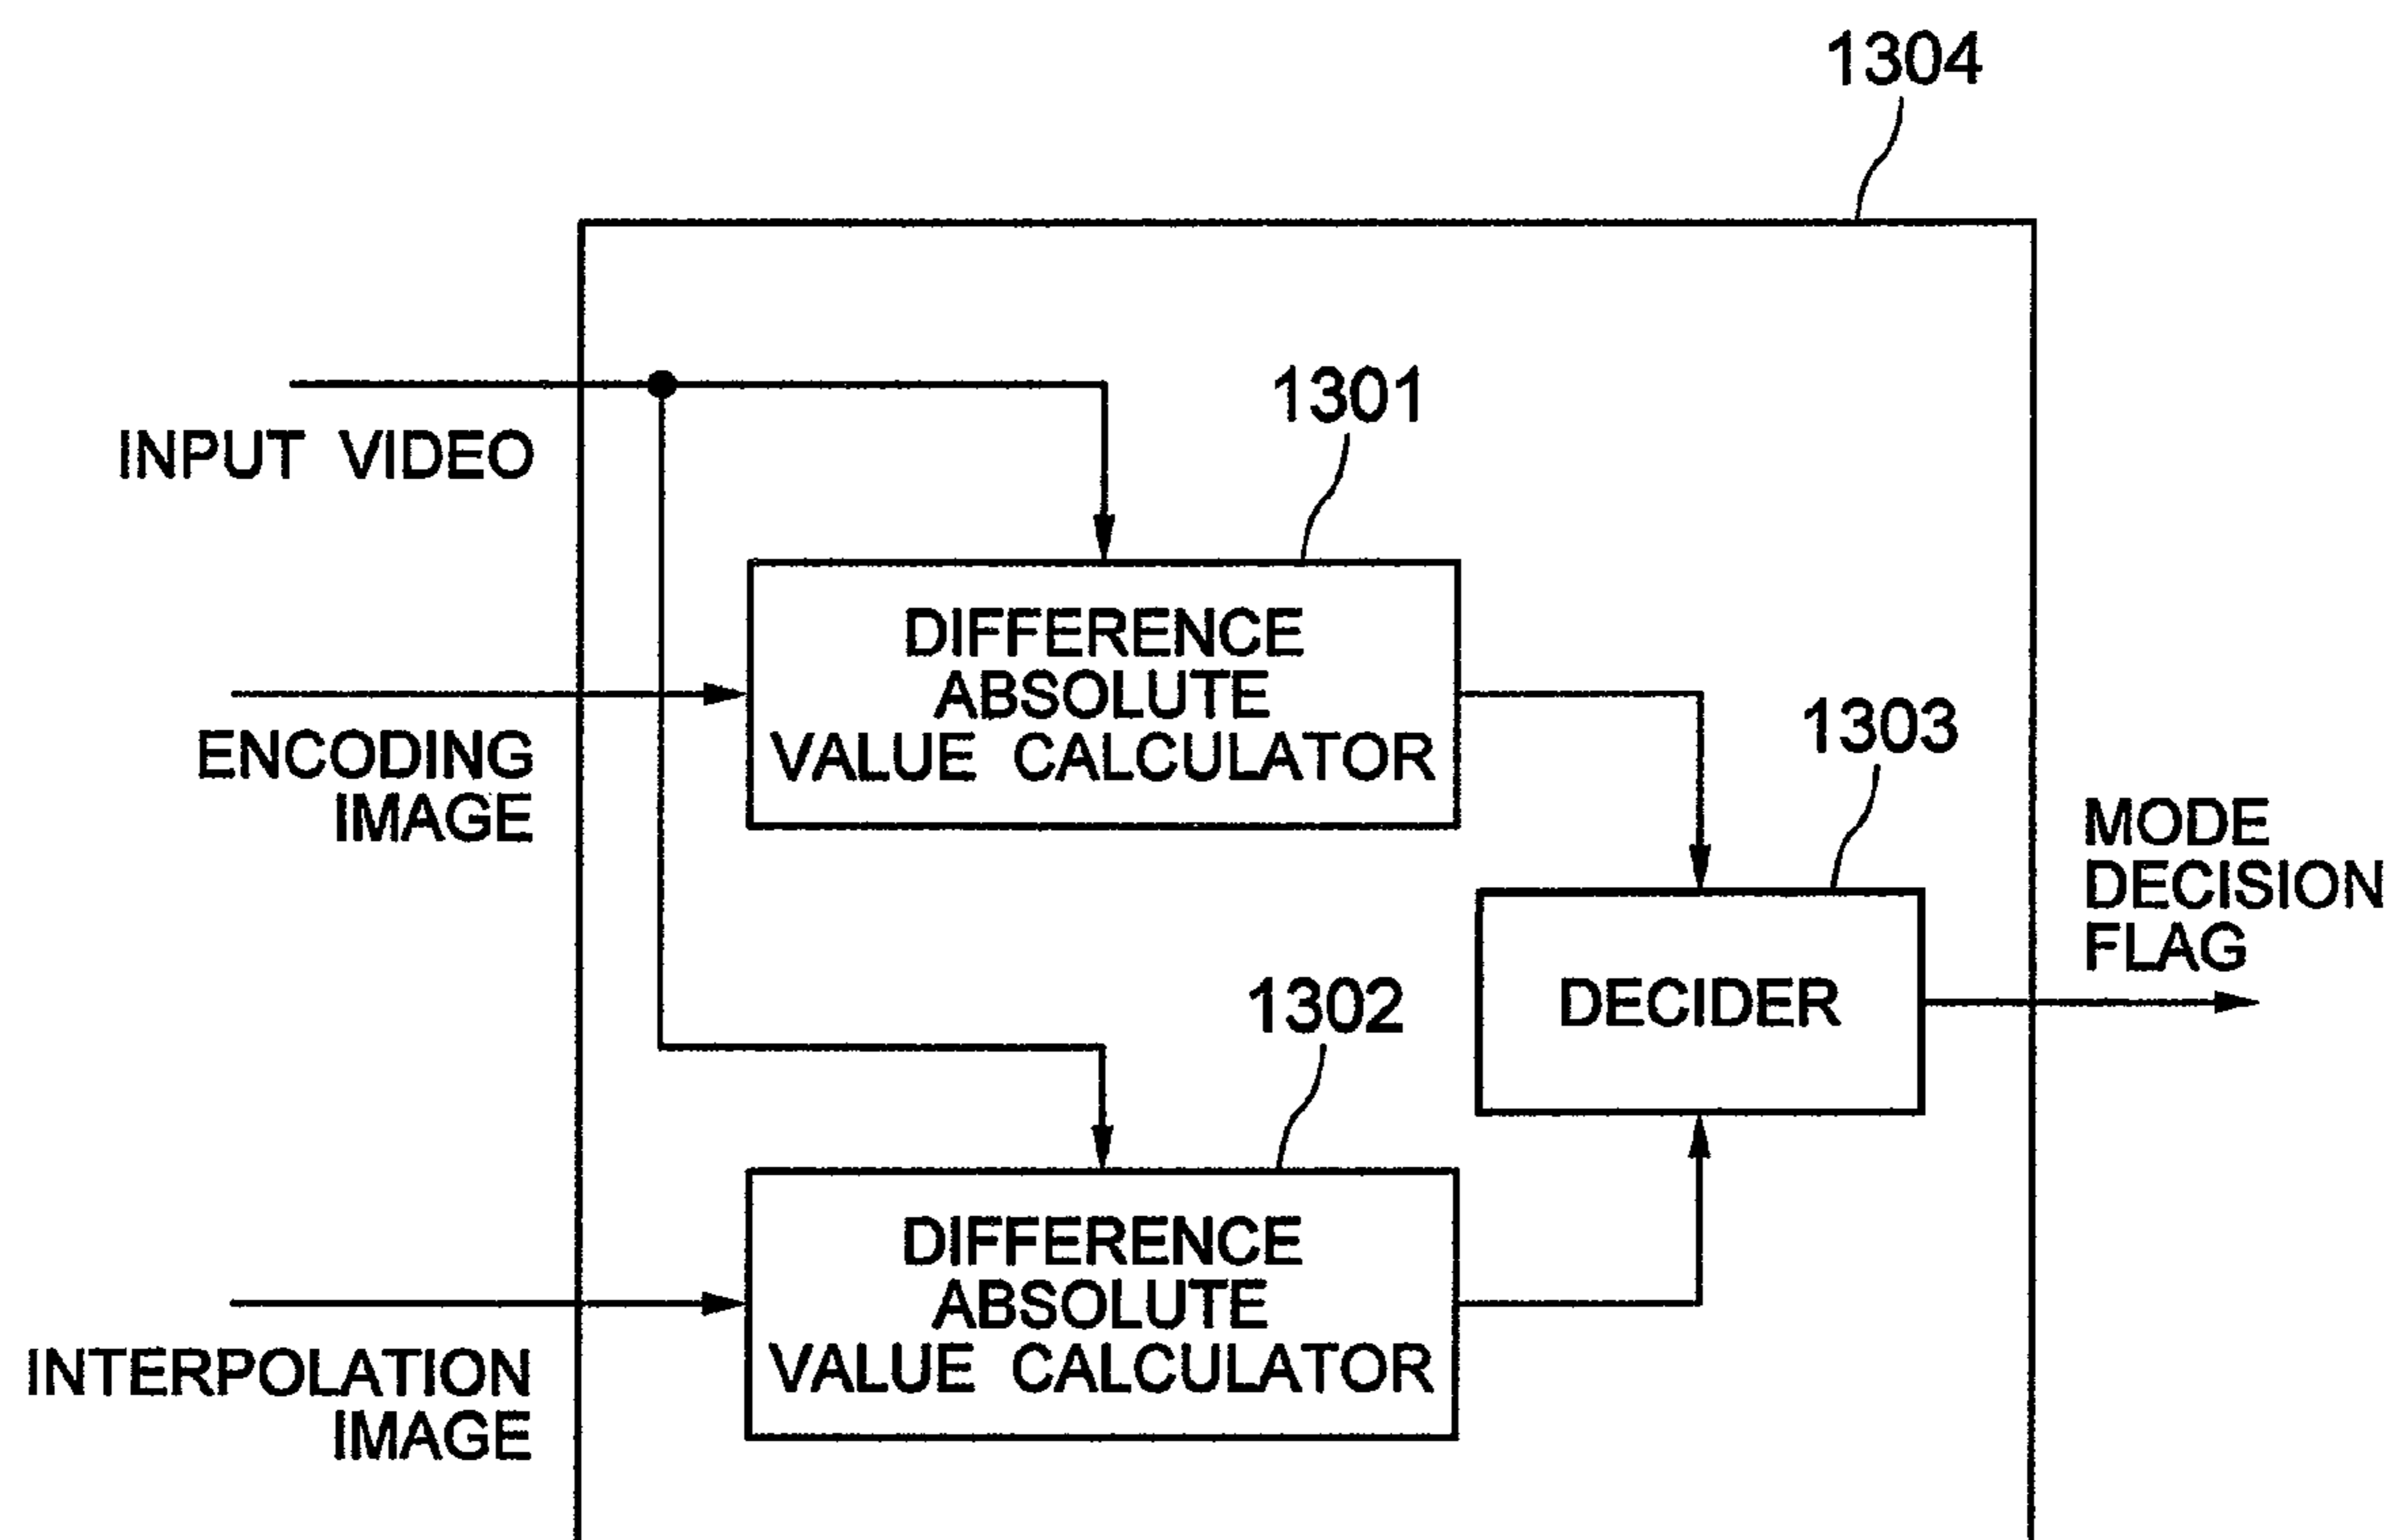 1304
INPUT VIDEO
1301
DIFFERENCE
ABSOLUTE
VALUE CALCULATOR
ENCODING
IMAGE
1303
MODE
DECISION
FLAG
DECIDER
1302
DIFFERENCE
ABSOLUTE
VALUE CALCULATOR
INTERPOLATION
IMAGE